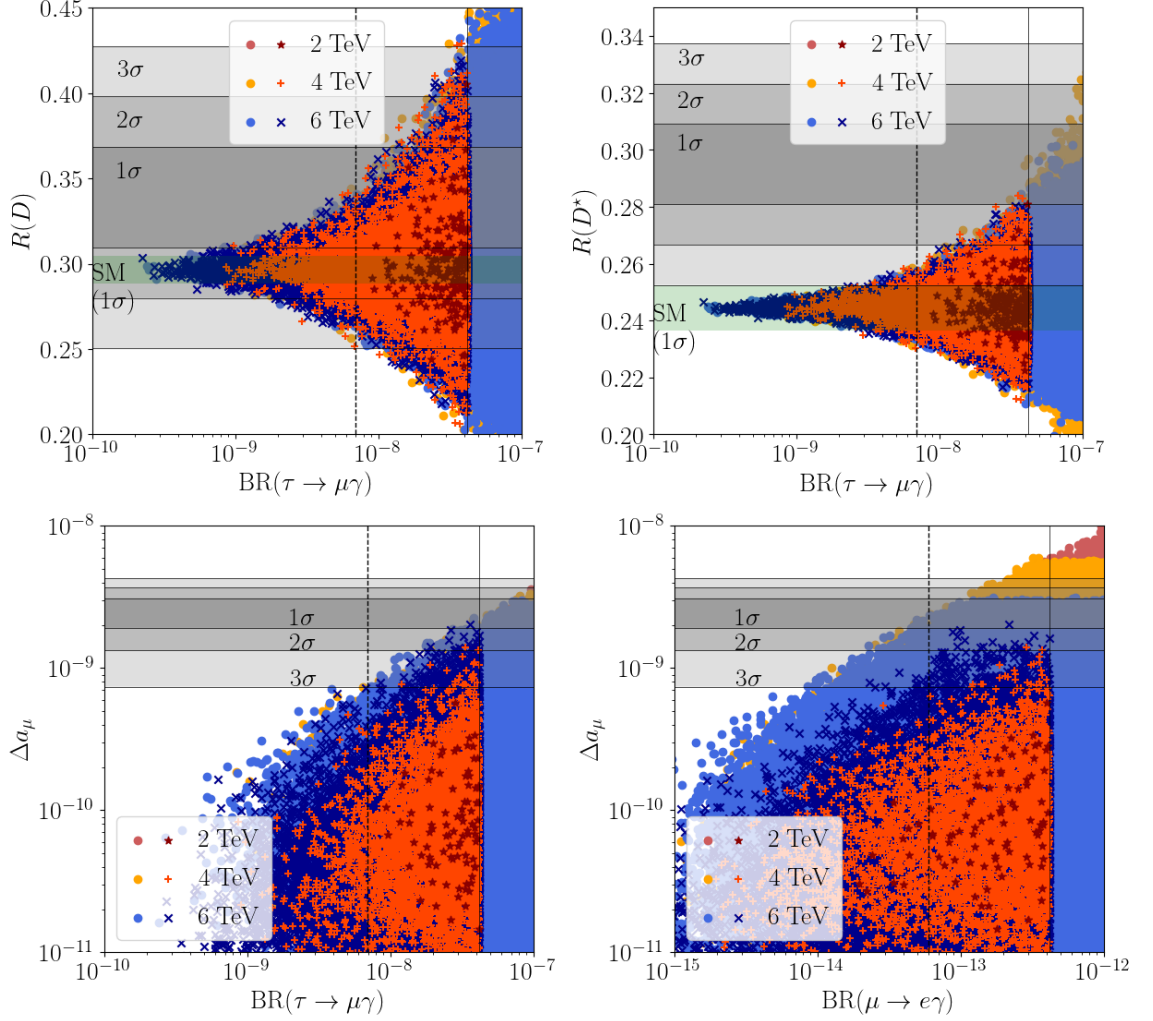 0.45
0.40
0.35
0.30
0.25
0.20
R(D)
3σ
2σ
1σ
SM
(1σ)
2 TeV
4 TeV
6 TeV
10⁻¹⁰ 10⁻⁹ 10⁻⁸ 10⁻⁷
BR(τ → μγ)
0.34
0.32
0.30
0.28
0.26
0.24
0.22
0.20
R(D⋆)
3σ
2σ
1σ
SM
(1σ)
2 TeV
4 TeV
6 TeV
10⁻¹⁰ 10⁻⁹ 10⁻⁸ 10⁻⁷
BR(τ → μγ)
10⁻⁸
10⁻⁹
10⁻¹⁰
10⁻¹¹
Δaμ
1σ
2σ
3σ
2 TeV
4 TeV
6 TeV
10⁻¹⁰ 10⁻⁹ 10⁻⁸ 10⁻⁷
BR(τ → μγ)
10⁻⁸
10⁻⁹
10⁻¹⁰
10⁻¹¹
Δaμ
1σ
2σ
3σ
2 TeV
4 TeV
6 TeV
10⁻¹⁵ 10⁻¹⁴ 10⁻¹³ 10⁻¹²
BR(μ → eγ)